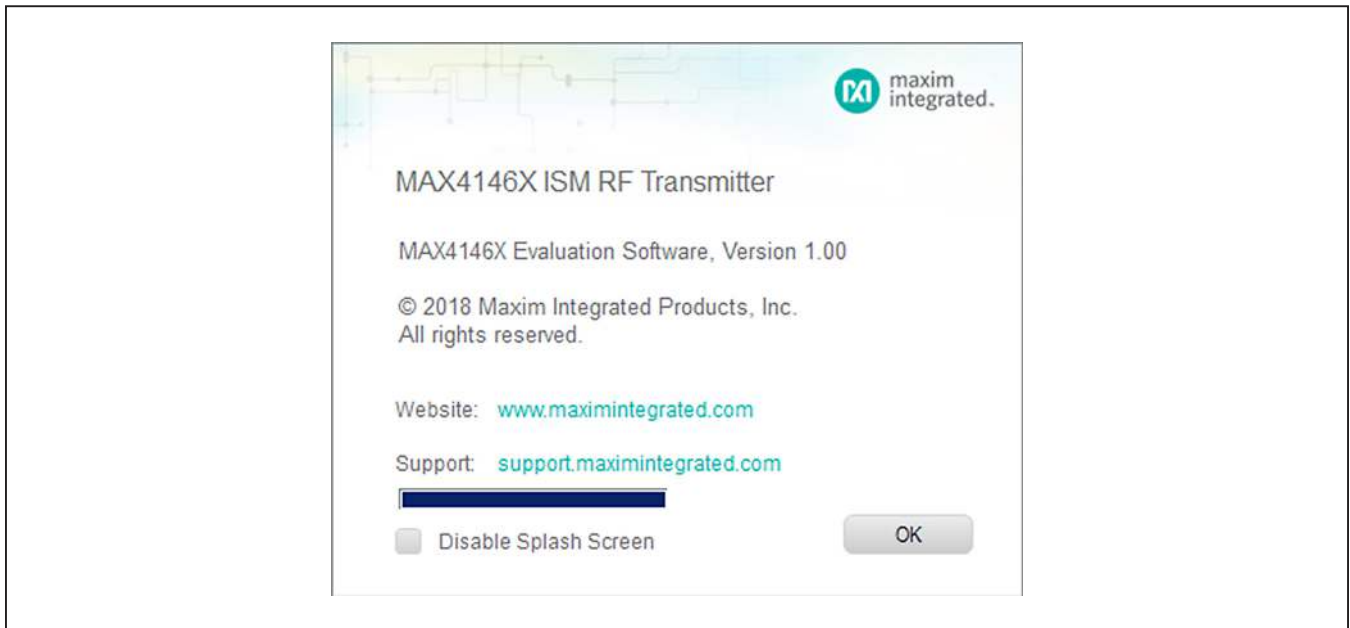 maxim
integrated.
MAX4146X ISM RF Transmitter
MAX4146X Evaluation Software, Version 1.00
© 2018 Maxim Integrated Products, Inc.
All rights reserved.
Website: www.maximintegrated.com
Support: support.maximintegrated.com
Disable Splash Screen
OK